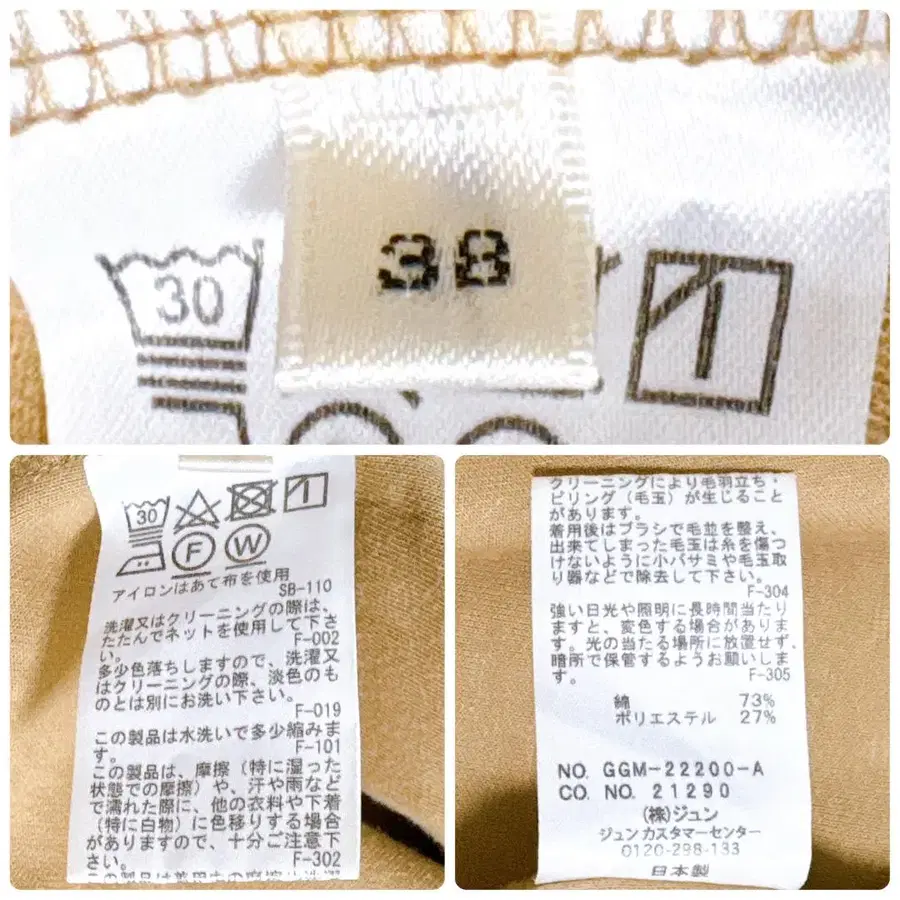 38
30
30
F
W
アイロンはあて布を使用
SB-110
洗濯又はクリーニングの際は、
たたんでネットを使用して下さ
い。
F-002
多少色落ちしますので、洗濯又
はクリーニングの際、淡色のも
のとは別にお洗い下さい。
F-019
この製品は水洗いで多少縮みま
す。
F-101
この製品は、摩擦（特に湿った
状態での摩擦）や、汗や雨など
で濡れた際に、他の衣料や下着
（特に白物）に色移りする場合
がありますので、十分ご注意下
さい。
F-302
クリーニングにより毛羽立ち・
ピリング（毛玉）が生じること
があります。
着用後はブラシで毛並を整え、
出来てしまった毛玉は糸を傷つ
けないように小バサミや毛玉取
り器などで除去して下さい。
F-304
強い日光や照明に長時間当たり
ますと、変色する場合がありま
す。光の当たる場所に放置せず、
暗所で保管するようお願いしま
す。
F-305
綿 73%
ポリエステル 27%
NO. GGM-22200-A
CO. NO. 21290
(株)ジュン
ジュンカスタマーセンター
0120-298-133
日本製